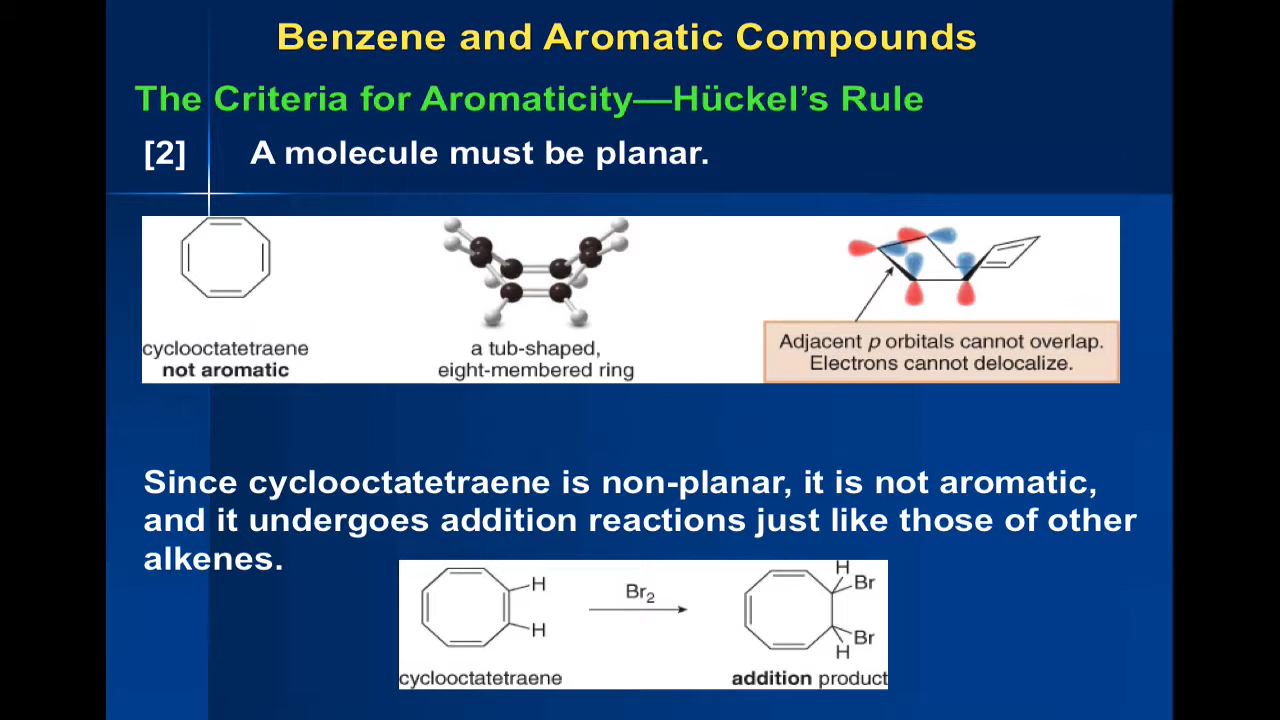 Benzene and Aromatic Compounds
The Criteria for Aromaticity—Hückel's Rule
[2] A molecule must be planar.
cyclooctatetraene
not aromatic
a tub-shaped,
eight-membered ring
Adjacent p orbitals cannot overlap.
Electrons cannot delocalize.
Since cyclooctatetraene is non-planar, it is not aromatic,
and it undergoes addition reactions just like those of other
alkenes.
H
H
cyclooctatetraene
Br₂
H
Br
Br
H
addition product